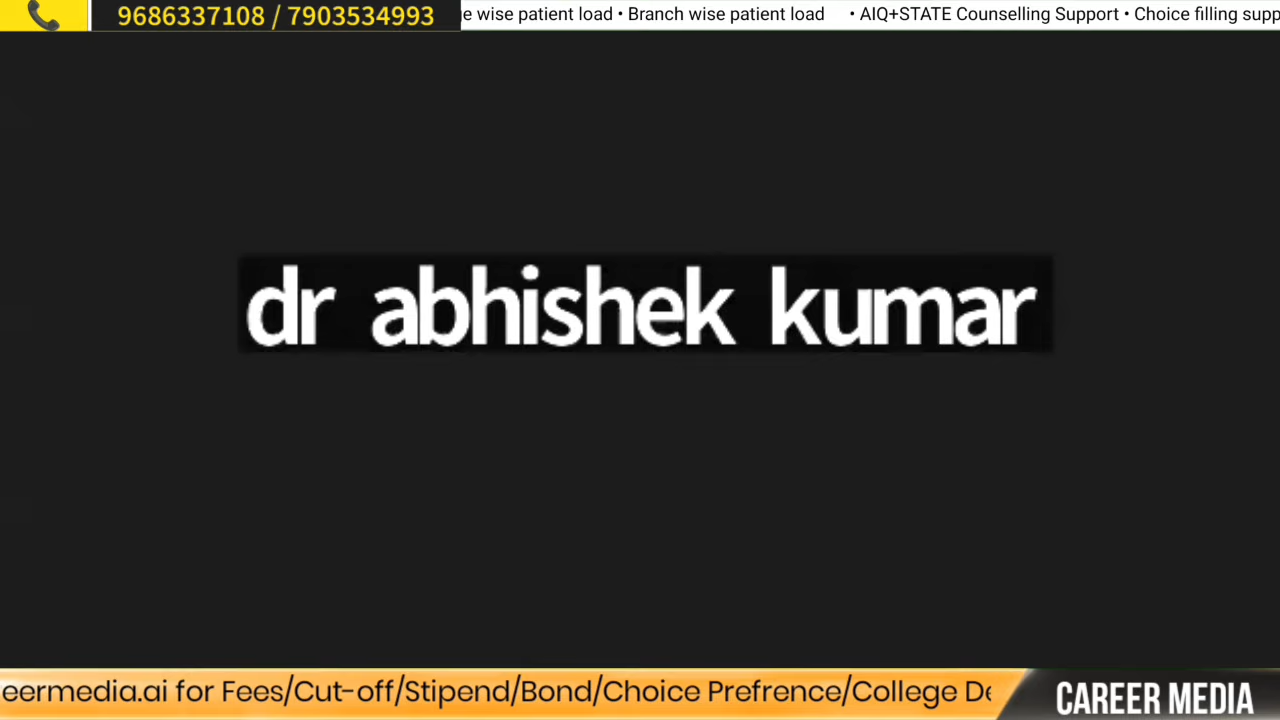 9686337108 / 7903534993
wise patient load • Branch wise patient load • AIQ+STATE Counselling Support • Choice filling
dr abhishek kumar
for Fees/Cut-off/Stipend/Bond/Choice Prefrence/College
CAREER MEDIA